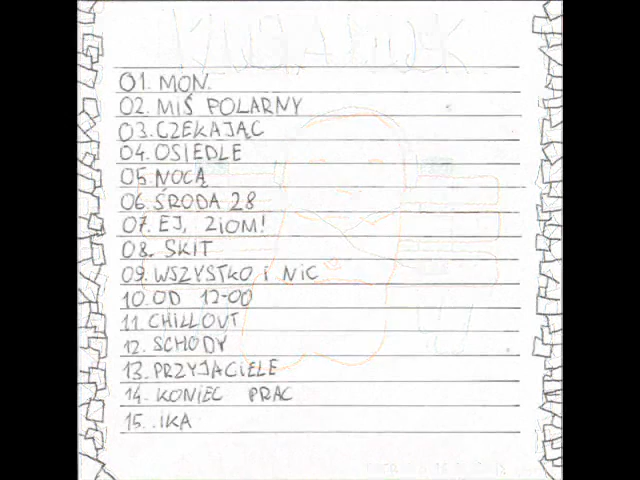 01. MON.
02. MIŚ POLARNY
03. CZEKAJĄC
04. OSIEDLE
05. NOCĄ
06. ŚRODA 28
07. EJ, ZIOM!
08. SKIT
09. WSZYSTKO I NIC
10. OD 12-00
11. CHILLOUT
12. SCHODY
13. PRZYJACIELE
14. KONIEC PRAC
15. .IKA